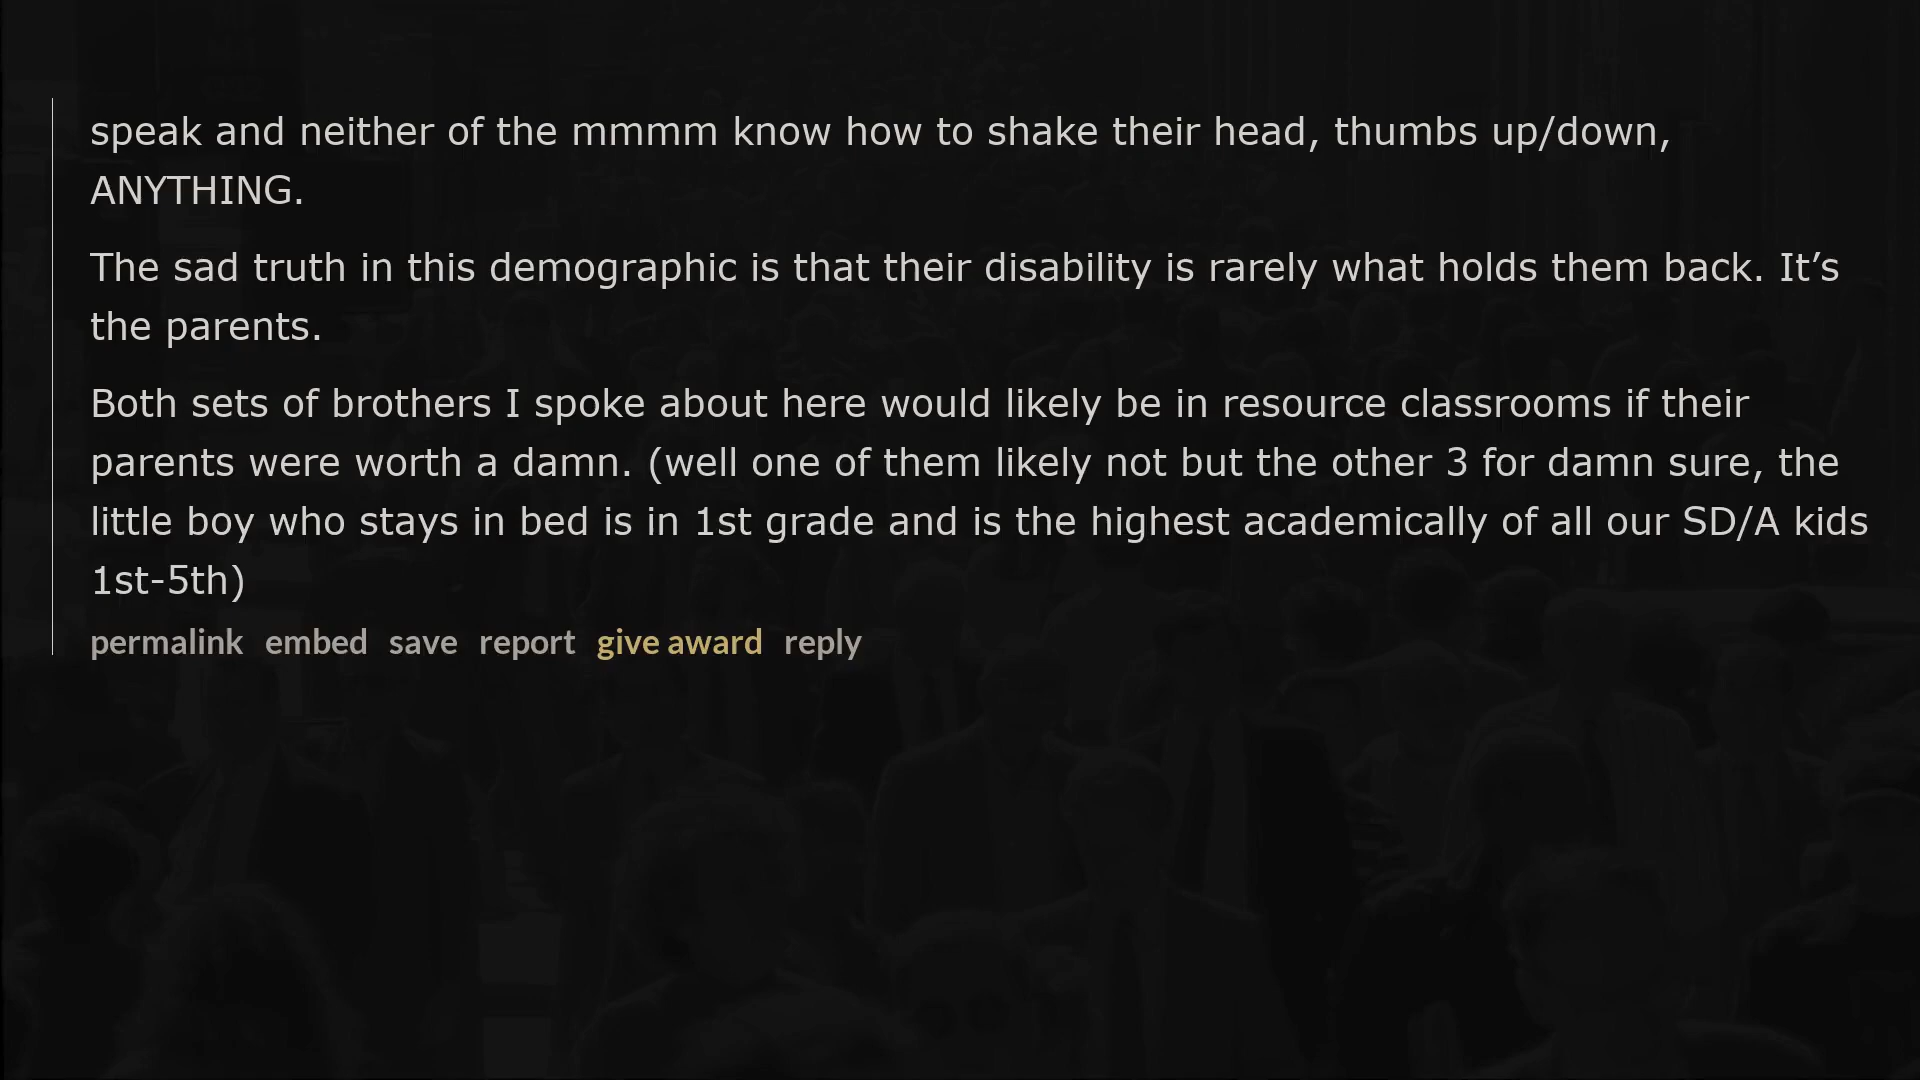 speak and neither of the mmmm know how to shake their head, thumbs up/down,
ANYTHING.
The sad truth in this demographic is that their disability is rarely what holds them back. It’s
the parents.
Both sets of brothers I spoke about here would likely be in resource classrooms if their
parents were worth a damn. (well one of them likely not but the other 3 for damn sure, the
little boy who stays in bed is in 1st grade and is the highest academically of all our SD/A kids
1st-5th)
permalink embed save report give award reply